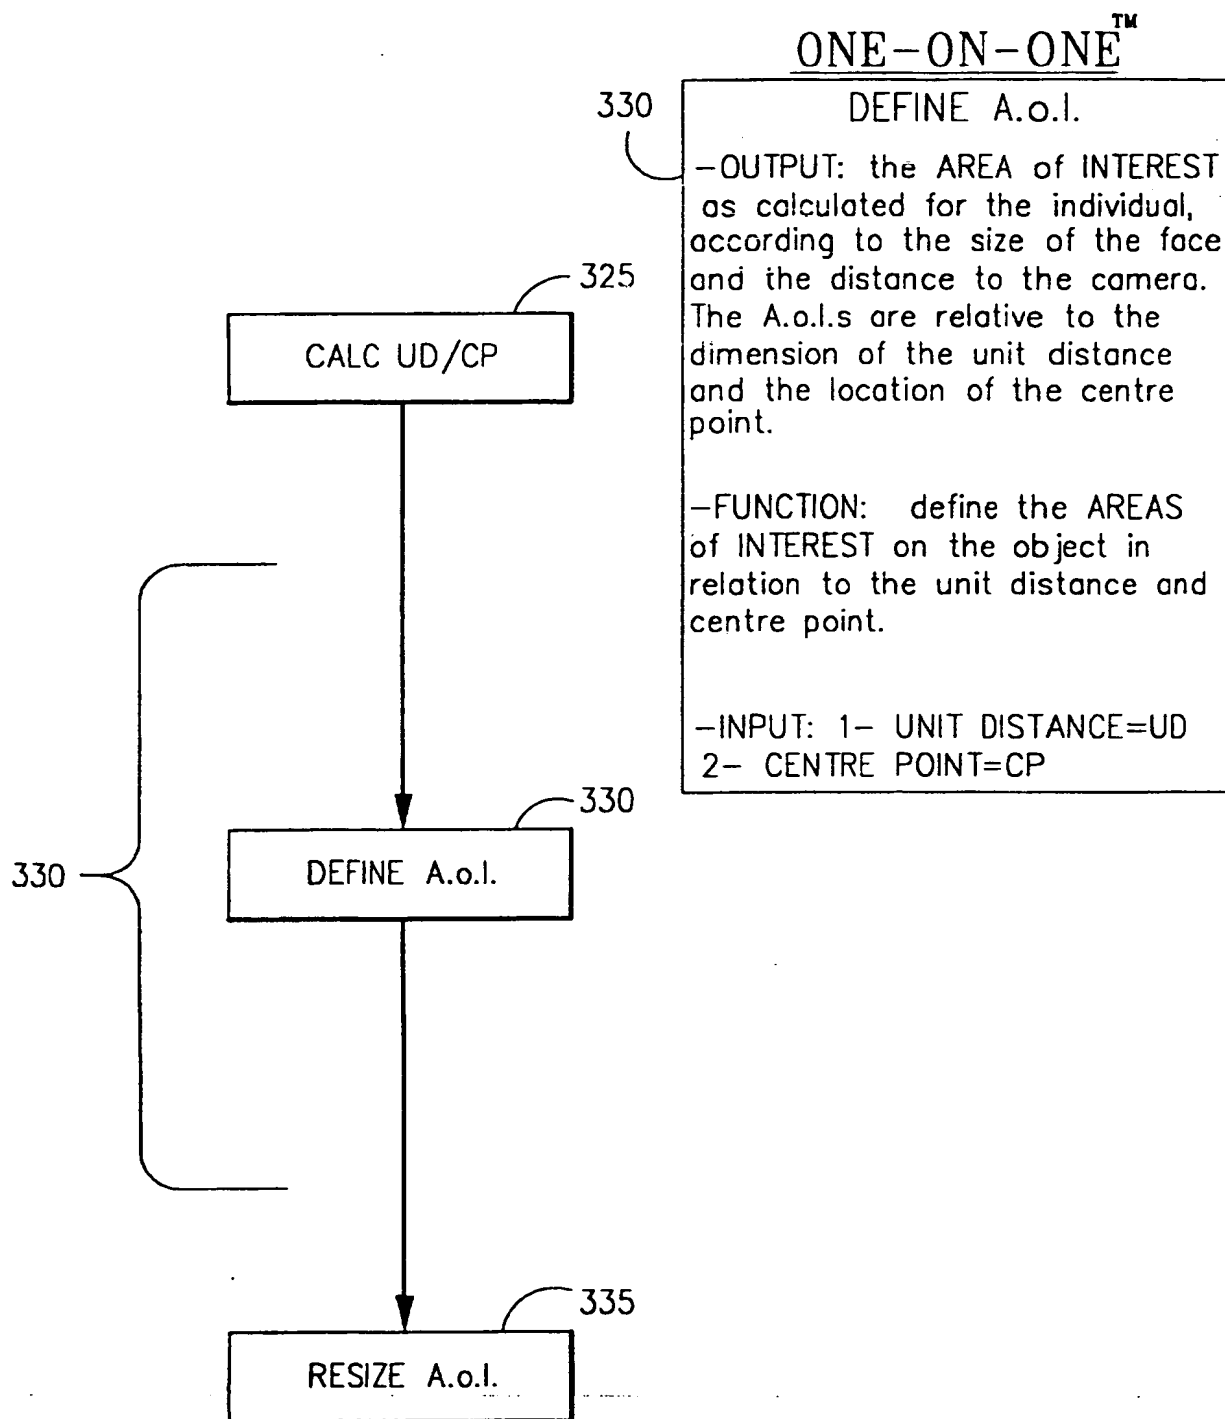 ONE-ON-ONE™
330
DEFINE A.o.I.
-OUTPUT: the AREA of INTEREST
as calculated for the individual,
according to the size of the face
and the distance to the camera.
The A.o.I.s are relative to the
dimension of the unit distance
and the location of the centre
point.
-FUNCTION: define the AREAS
of INTEREST on the object in
relation to the unit distance and
centre point.
-INPUT: 1- UNIT DISTANCE=UD
2- CENTRE POINT=CP
325
CALC UD/CP
330
330
DEFINE A.o.I.
335
RESIZE A.o.I.